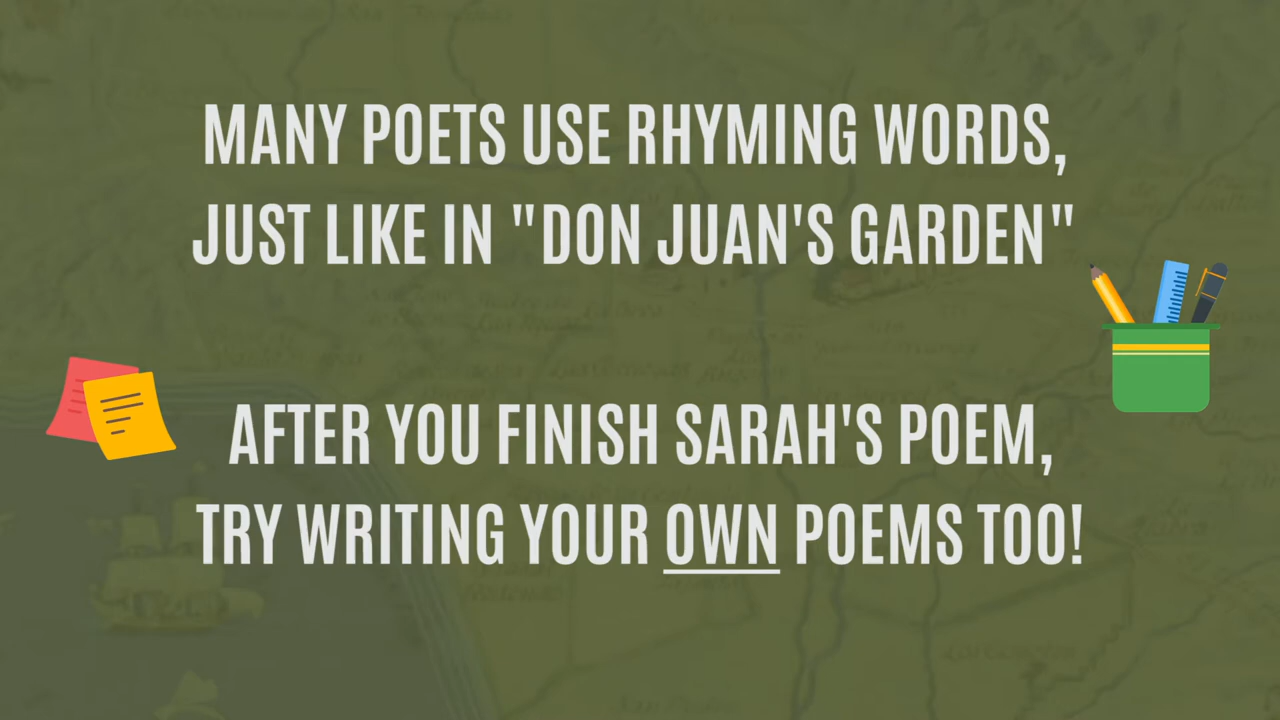 MANY POETS USE RHYMING WORDS,
JUST LIKE IN "DON JUAN'S GARDEN"
AFTER YOU FINISH SARAH'S POEM,
TRY WRITING YOUR OWN POEMS TOO!